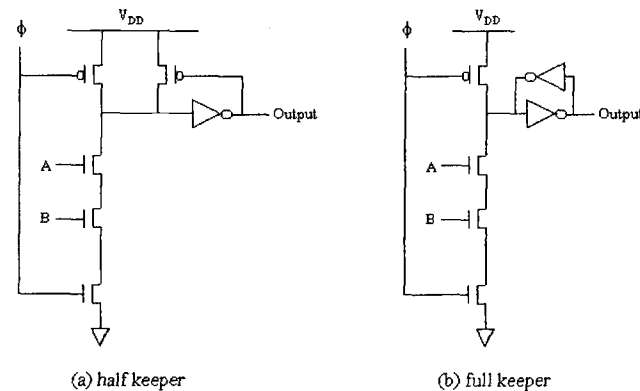 ϕ
V_DD
Output
A
B
(a) half keeper
ϕ
V_DD
Output
A
B
(b) full keeper